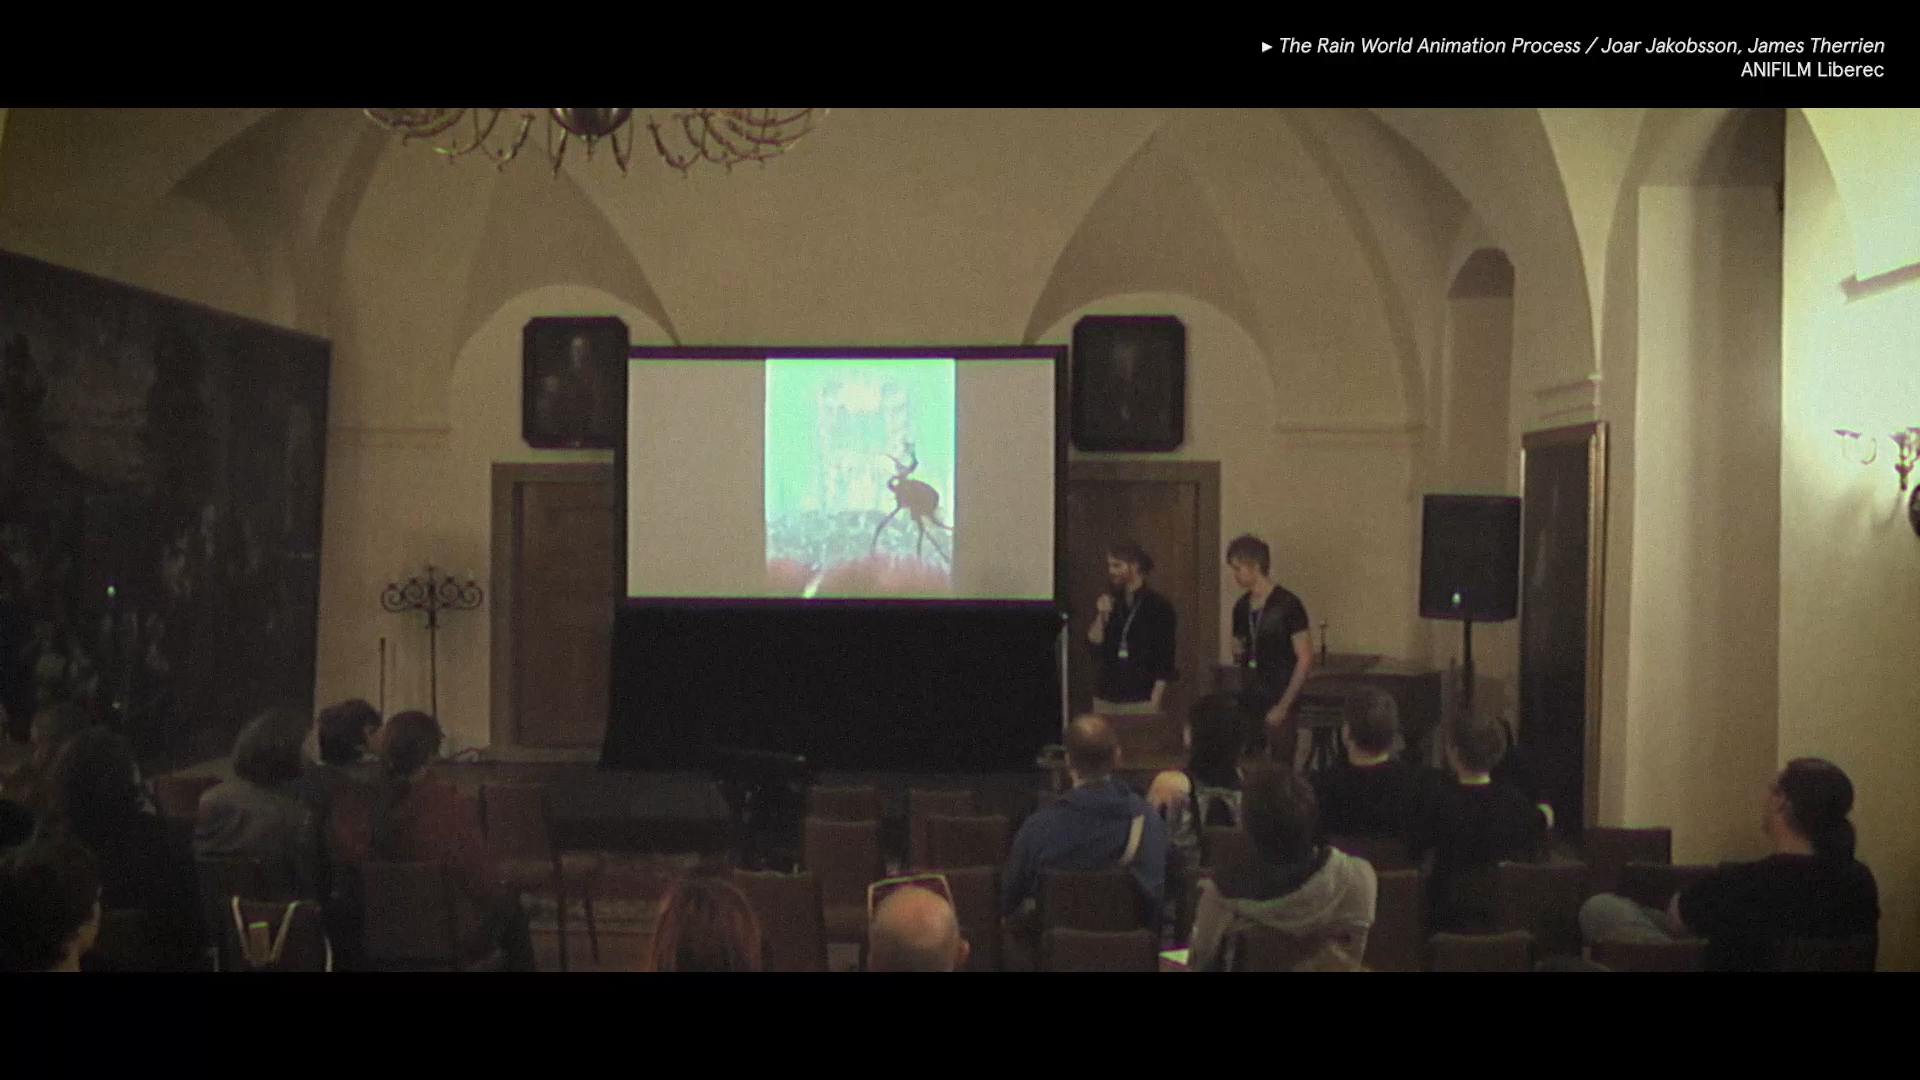 ▸ The Rain World Animation Process / Joar Jakobsson, James Therrien
ANIFILM Liberec